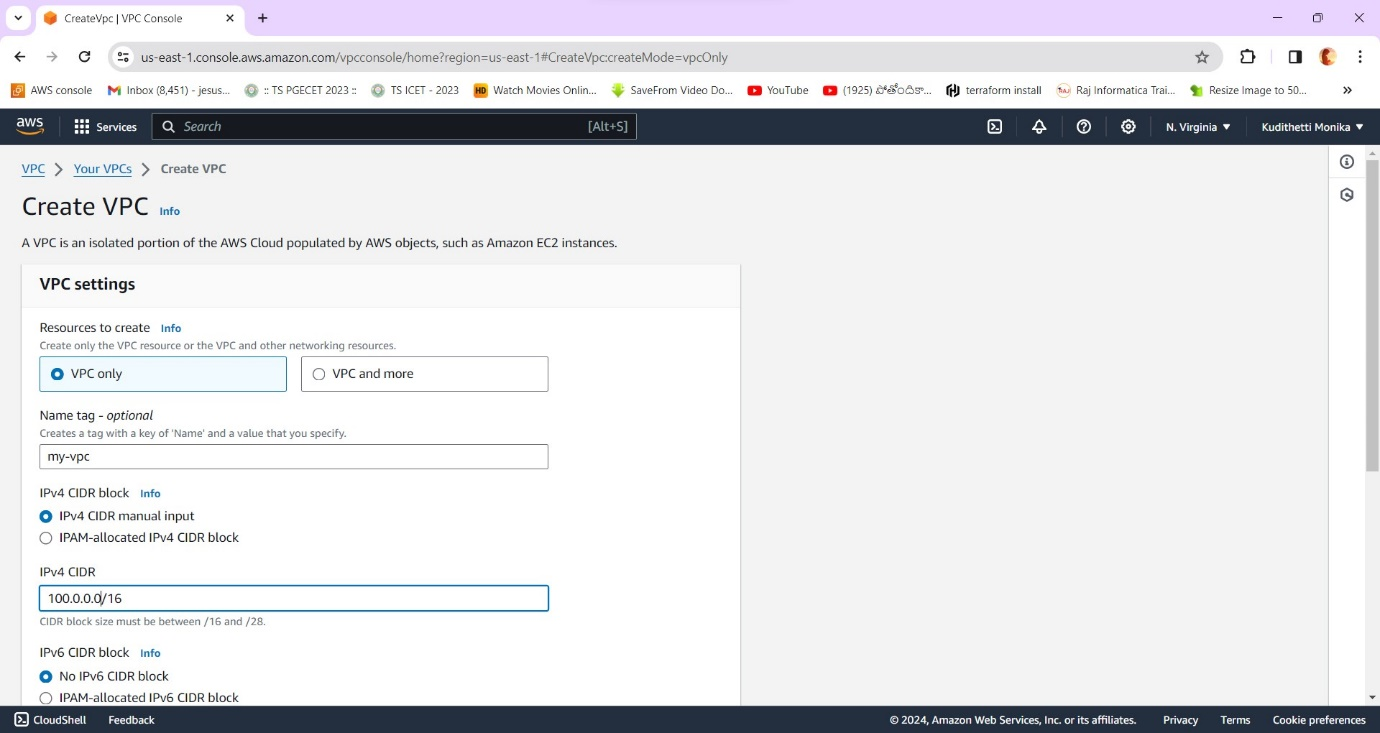 CreateVpc | VPC Console
us-east-1.console.aws.amazon.com/vpcconsole/home?region=us-east-1#CreateVpc:createMode=vpcOnly
AWS console Inbox (8,451) - jesus... :: TS PGECET 2023 :: TS ICET - 2023 HD Watch Movies Onlin... SaveFrom Video Do... YouTube (1925) terraform install Raj Informatica Trai... Resize Image to 50... »
aws Services Search [Alt+S] N. Virginia Kudithetti Monika
VPC Your VPCs Create VPC
Create VPC Info
A VPC is an isolated portion of the AWS Cloud populated by AWS objects, such as Amazon EC2 instances.
VPC settings
Resources to create Info
Create only the VPC resource or the VPC and other networking resources.
VPC only VPC and more
Name tag - optional
Creates a tag with a key of 'Name' and a value that you specify.
my-vpc
IPv4 CIDR block Info
IPv4 CIDR manual input
IPAM-allocated IPv4 CIDR block
IPv4 CIDR
100.0.0.0/16
CIDR block size must be between /16 and /28.
IPv6 CIDR block Info
No IPv6 CIDR block
IPAM-allocated IPv6 CIDR block
CloudShell Feedback © 2024, Amazon Web Services, Inc. or its affiliates. Privacy Terms Cookie preferences